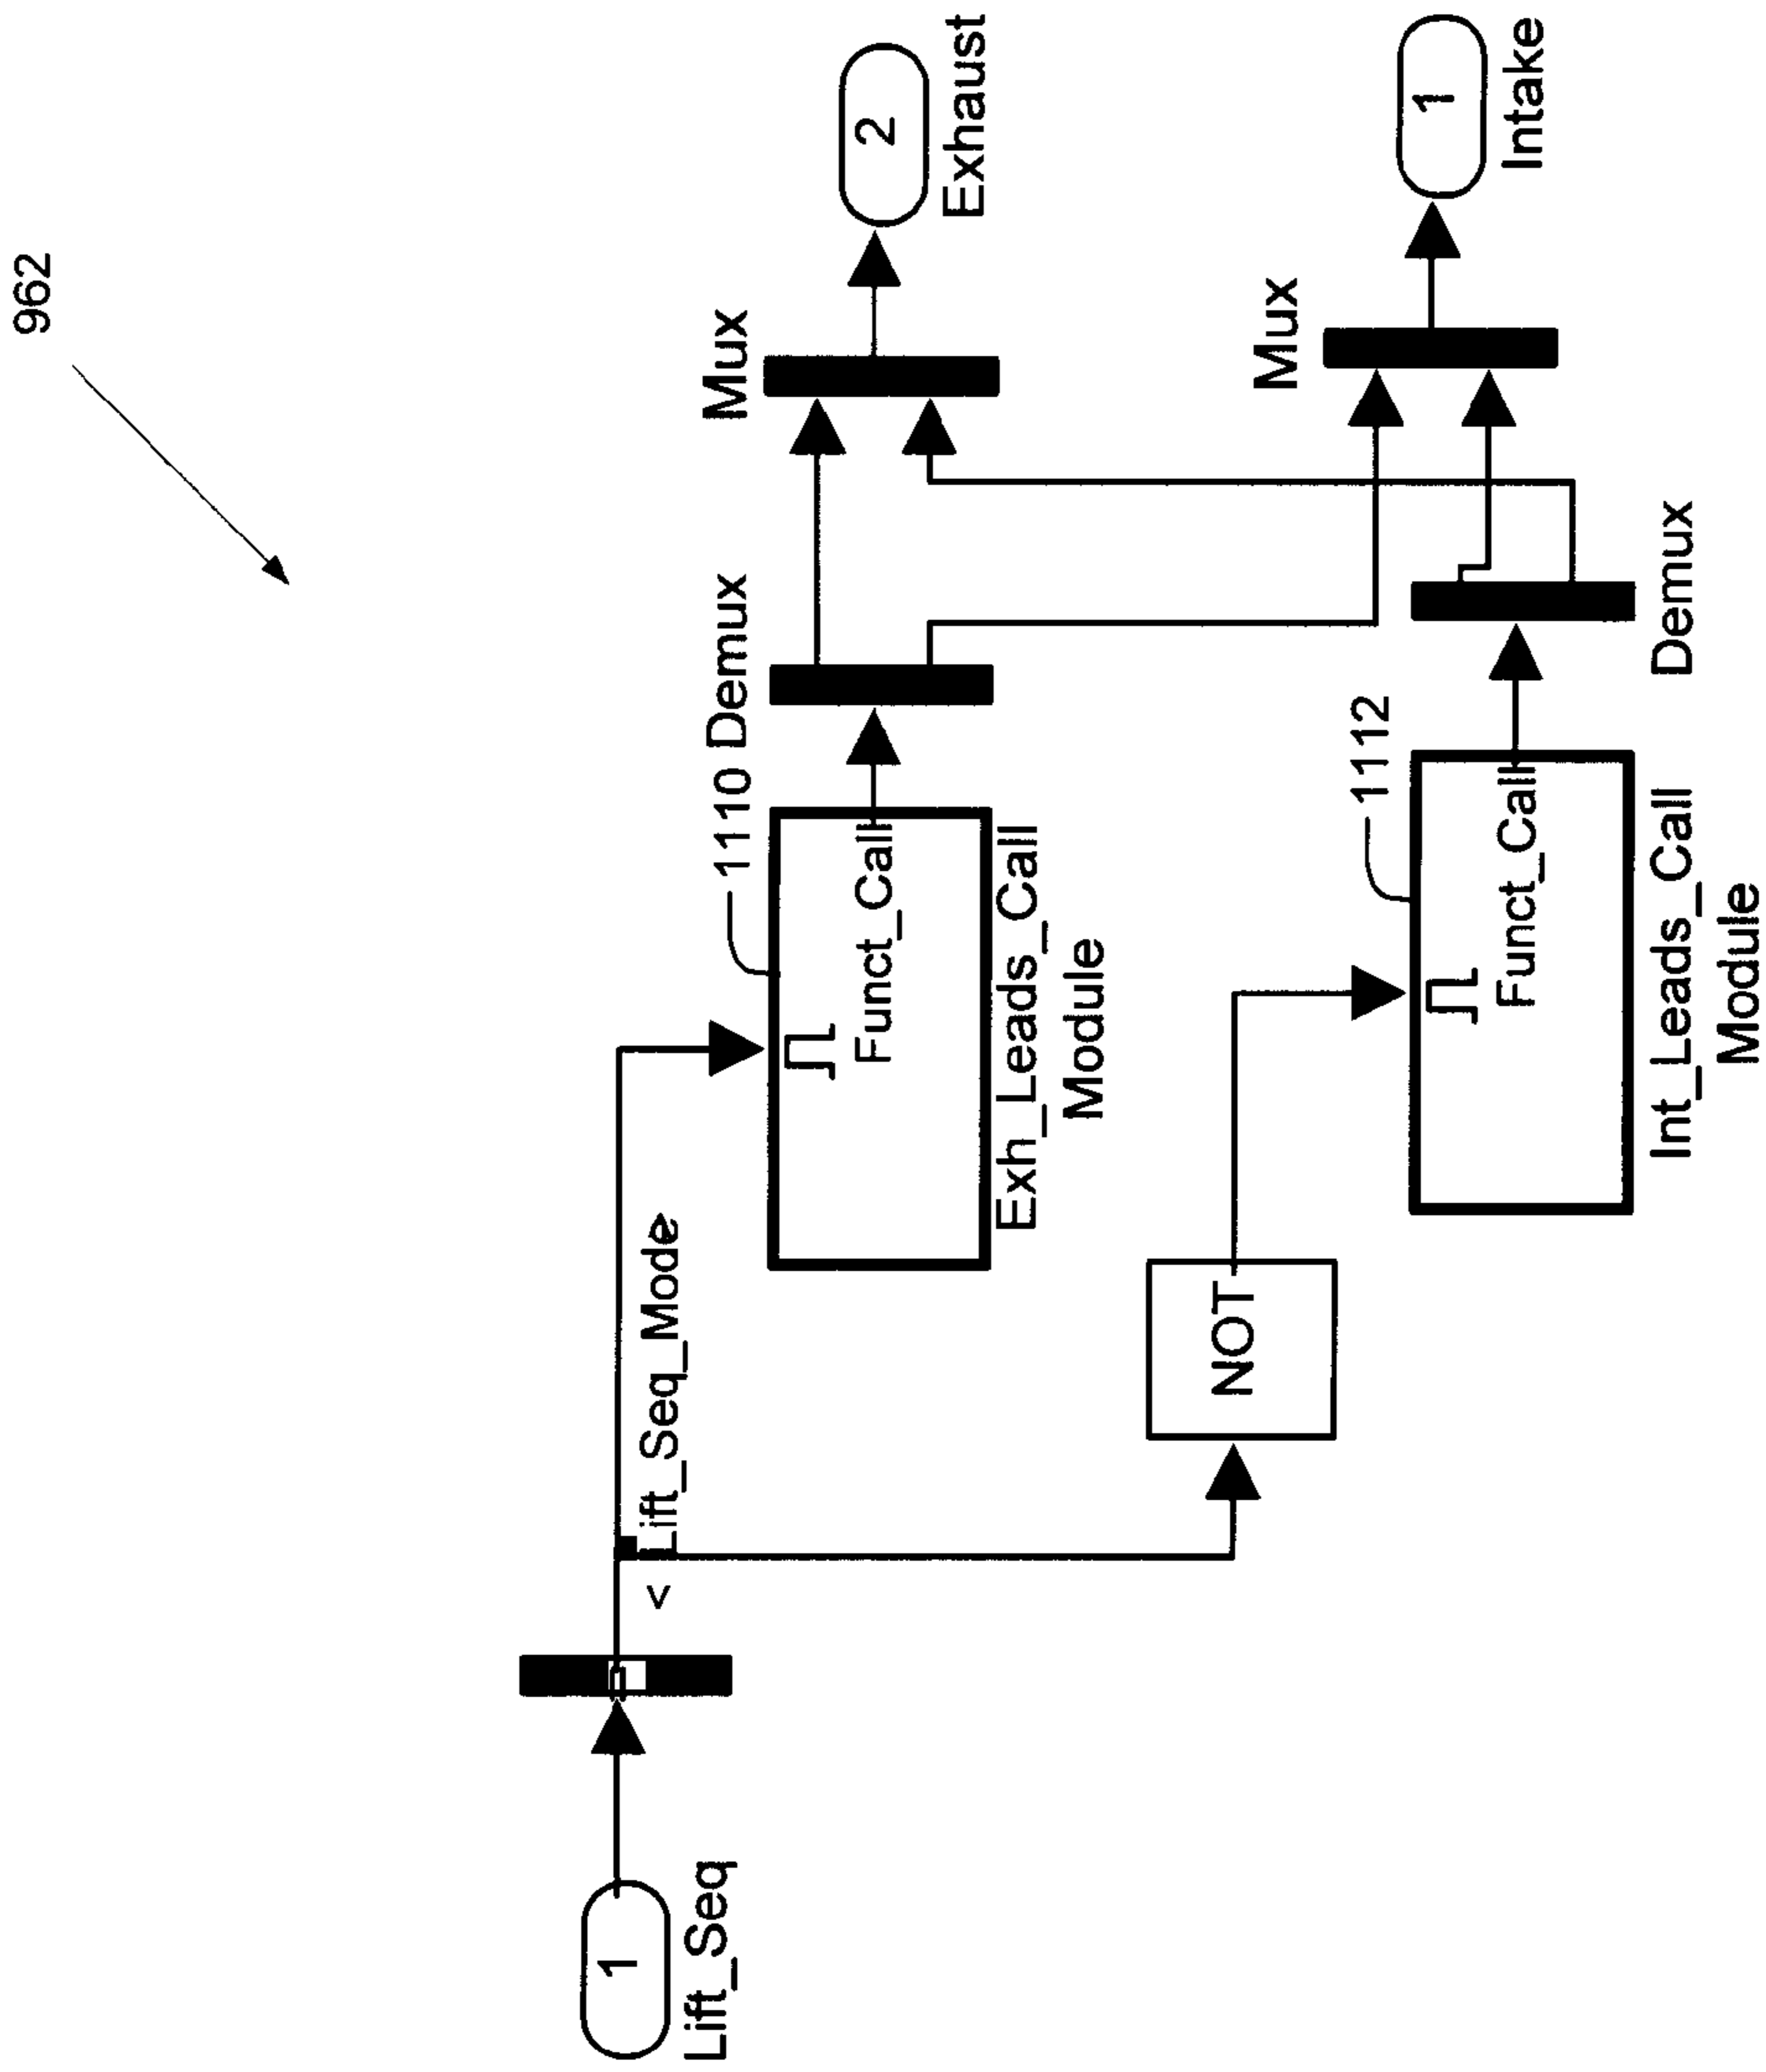 962
1
Lift_Seq
<Lift_Seq_Mode>
1110
Funct_Call
Exh_Leads_Call
Module
Demux
Mux
2
Exhaust
NOT
1112
Funct_Call
Int_Leads_Call
Module
Demux
Mux
1
Intake